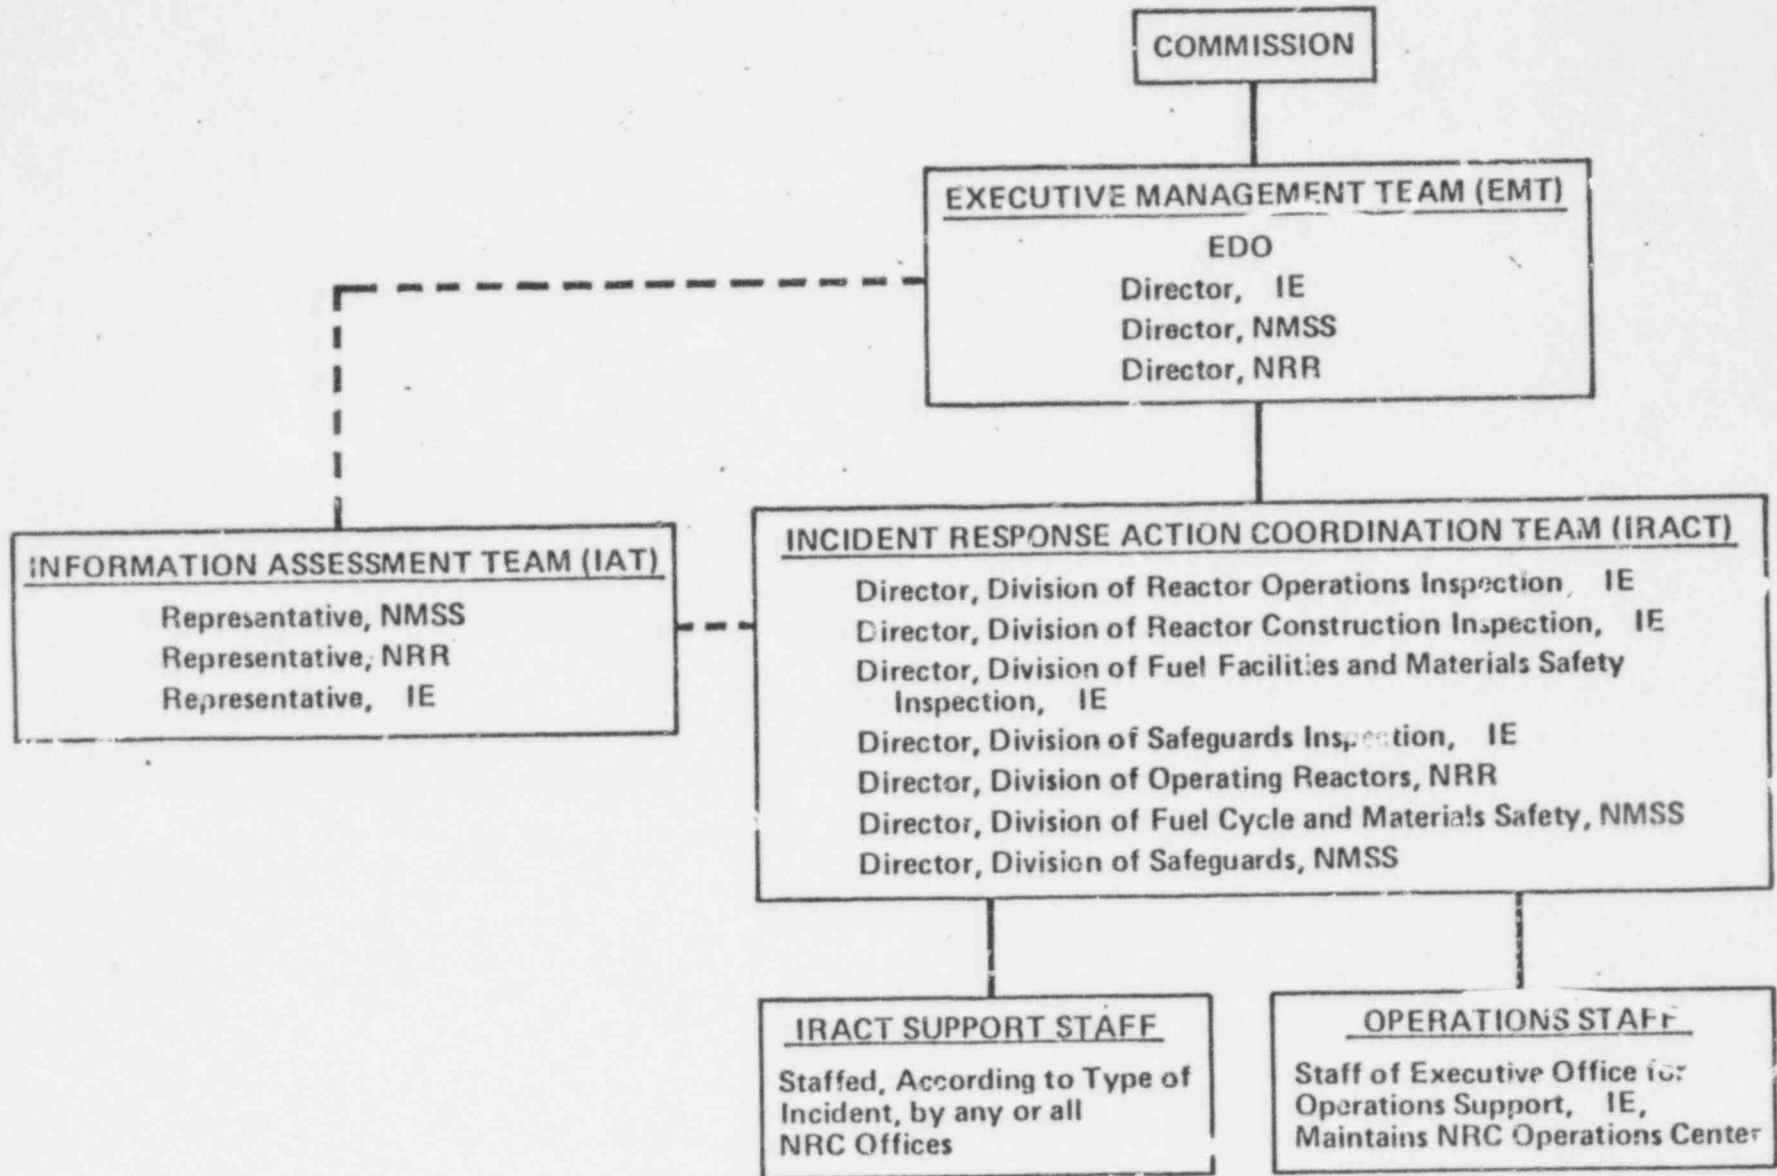 COMMISSION
EXECUTIVE MANAGEMENT TEAM (EMT)
EDO
Director, IE
Director, NMSS
Director, NRR
INFORMATION ASSESSMENT TEAM (IAT)
Representative, NMSS
Representative, NRR
Representative, IE
INCIDENT RESPONSE ACTION COORDINATION TEAM (IRACT)
Director, Division of Reactor Operations Inspection, IE
Director, Division of Reactor Construction Inspection, IE
Director, Division of Fuel Facilities and Materials Safety
Inspection, IE
Director, Division of Safeguards Inspection, IE
Director, Division of Operating Reactors, NRR
Director, Division of Fuel Cycle and Materials Safety, NMSS
Director, Division of Safeguards, NMSS
IRACT SUPPORT STAFF
Staffed, According to Type of
Incident, by any or all
NRC Offices
OPERATIONS STAFF
Staff of Executive Office for
Operations Support, IE,
Maintains NRC Operations Center